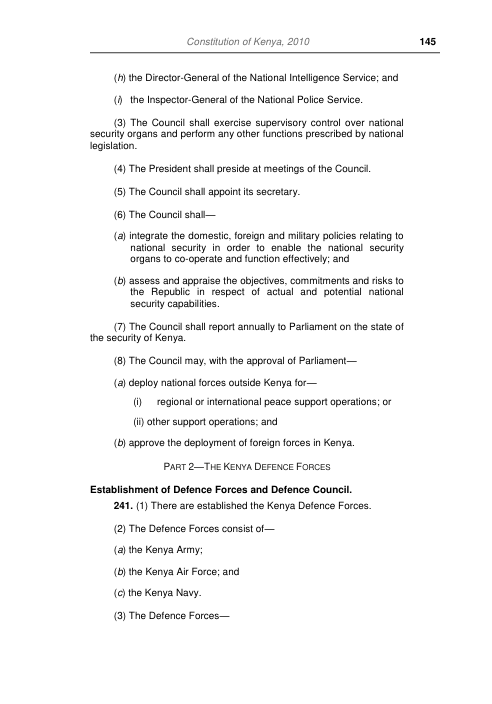 Constitution of Kenya, 2010 145
(h) the Director-General of the National Intelligence Service; and
(i) the Inspector-General of the National Police Service.
(3) The Council shall exercise supervisory control over national
security organs and perform any other functions prescribed by national
legislation.
(4) The President shall preside at meetings of the Council.
(5) The Council shall appoint its secretary.
(6) The Council shall—
(a) integrate the domestic, foreign and military policies relating to
national security in order to enable the national security
organs to co-operate and function effectively; and
(b) assess and appraise the objectives, commitments and risks to
the Republic in respect of actual and potential national
security capabilities.
(7) The Council shall report annually to Parliament on the state of
the security of Kenya.
(8) The Council may, with the approval of Parliament—
(a) deploy national forces outside Kenya for—
(i) regional or international peace support operations; or
(ii) other support operations; and
(b) approve the deployment of foreign forces in Kenya.
PART 2—THE KENYA DEFENCE FORCES
Establishment of Defence Forces and Defence Council.
241. (1) There are established the Kenya Defence Forces.
(2) The Defence Forces consist of—
(a) the Kenya Army;
(b) the Kenya Air Force; and
(c) the Kenya Navy.
(3) The Defence Forces—